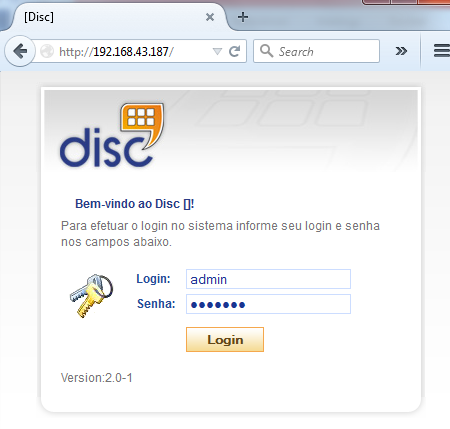 [Disc]
http://192.168.43.187/
Search
disc
Bem-vindo ao Disc []!
Para efetuar o login no sistema informe seu login e senha
nos campos abaixo.
Login: admin
Senha: ●●●●●●●
Login
Version:2.0-1